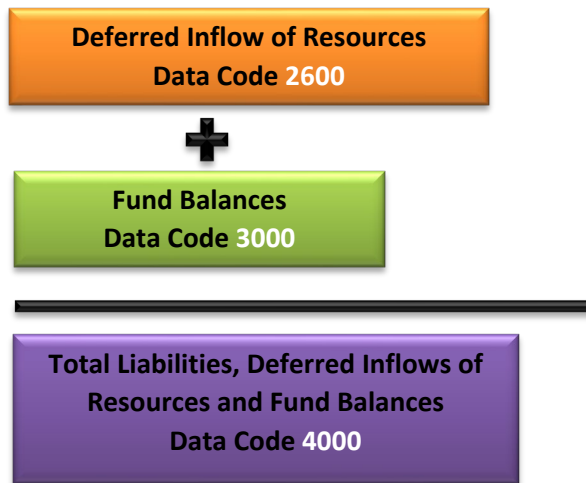 Deferred Inflow of Resources
Data Code 2600
Fund Balances
Data Code 3000
Total Liabilities, Deferred Inflows of
Resources and Fund Balances
Data Code 4000